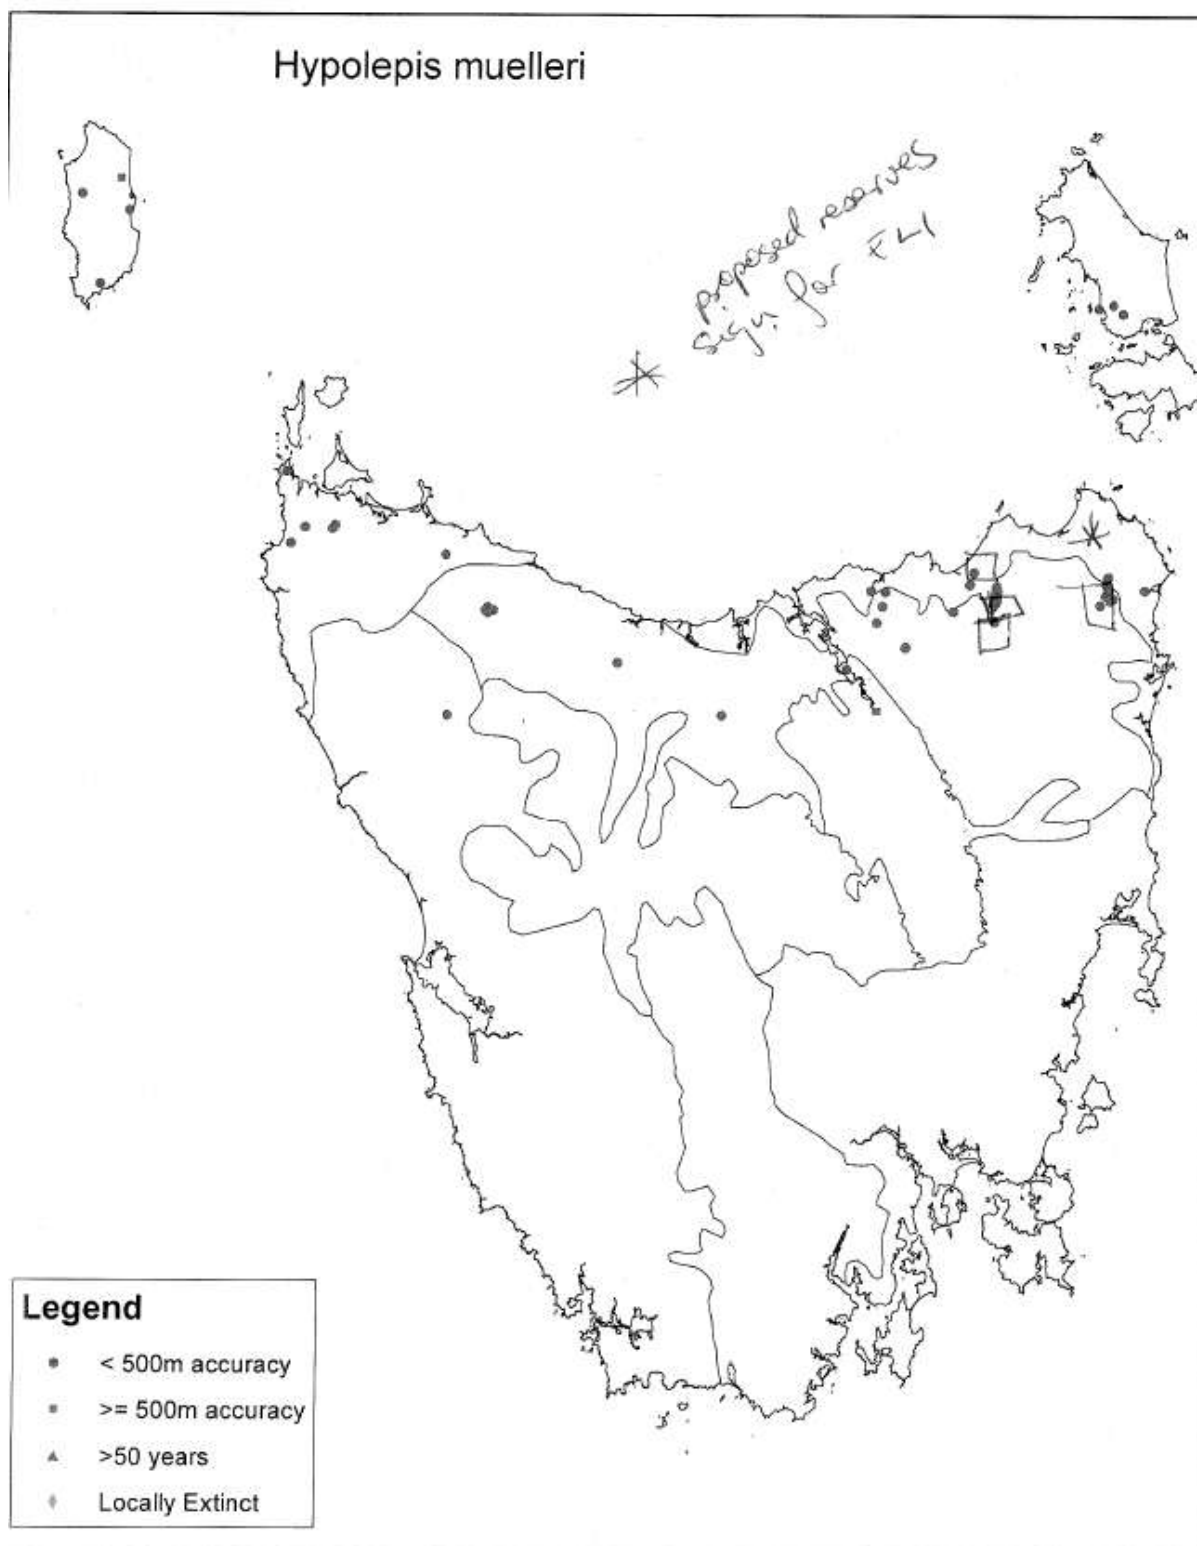 Hypolepis muelleri
proposed reserves
sign. for FLI
Legend
< 500m accuracy
>= 500m accuracy
>50 years
Locally Extinct